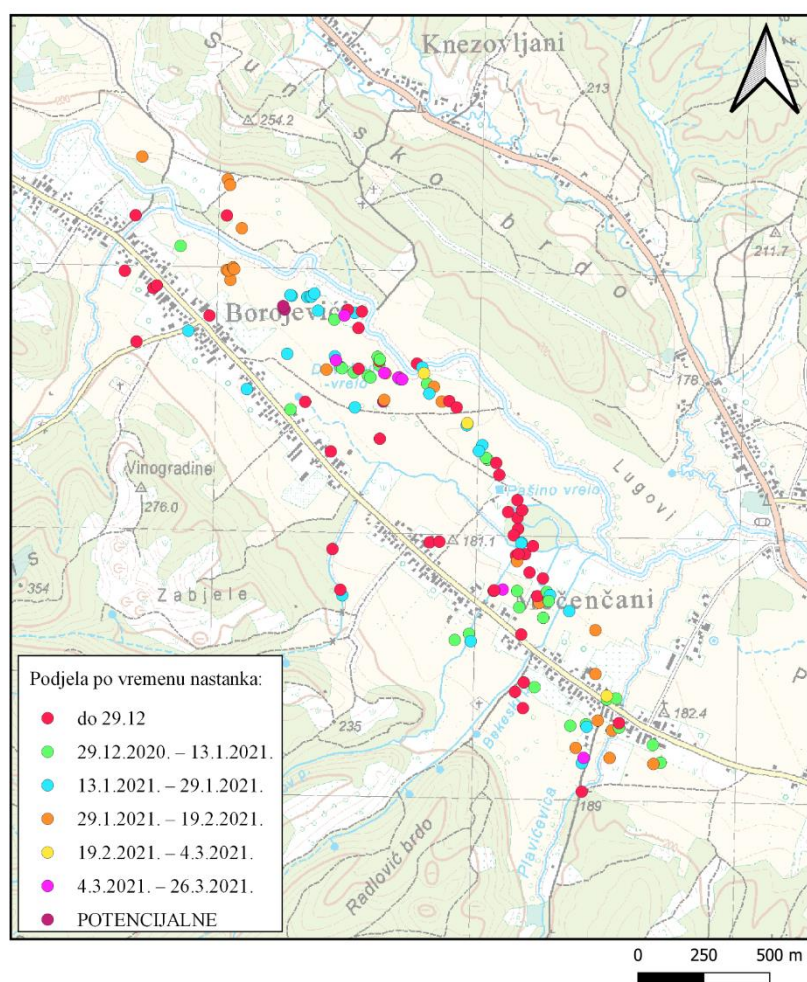 Knezovljani
Sunjsko brdo
213
254.2
211.7
Borojevići
178
vrelo
Vinogradine
276.0
Lugovi
Pašino vrelo
181.1
354
Zabjele
Močenčani
182.4
235
189
Plavičevica
Radlović brdo
Podjela po vremenu nastanka:
do 29.12
29.12.2020. – 13.1.2021.
13.1.2021. – 29.1.2021.
29.1.2021. – 19.2.2021.
19.2.2021. – 4.3.2021.
4.3.2021. – 26.3.2021.
POTENCIJALNE
0 250 500 m